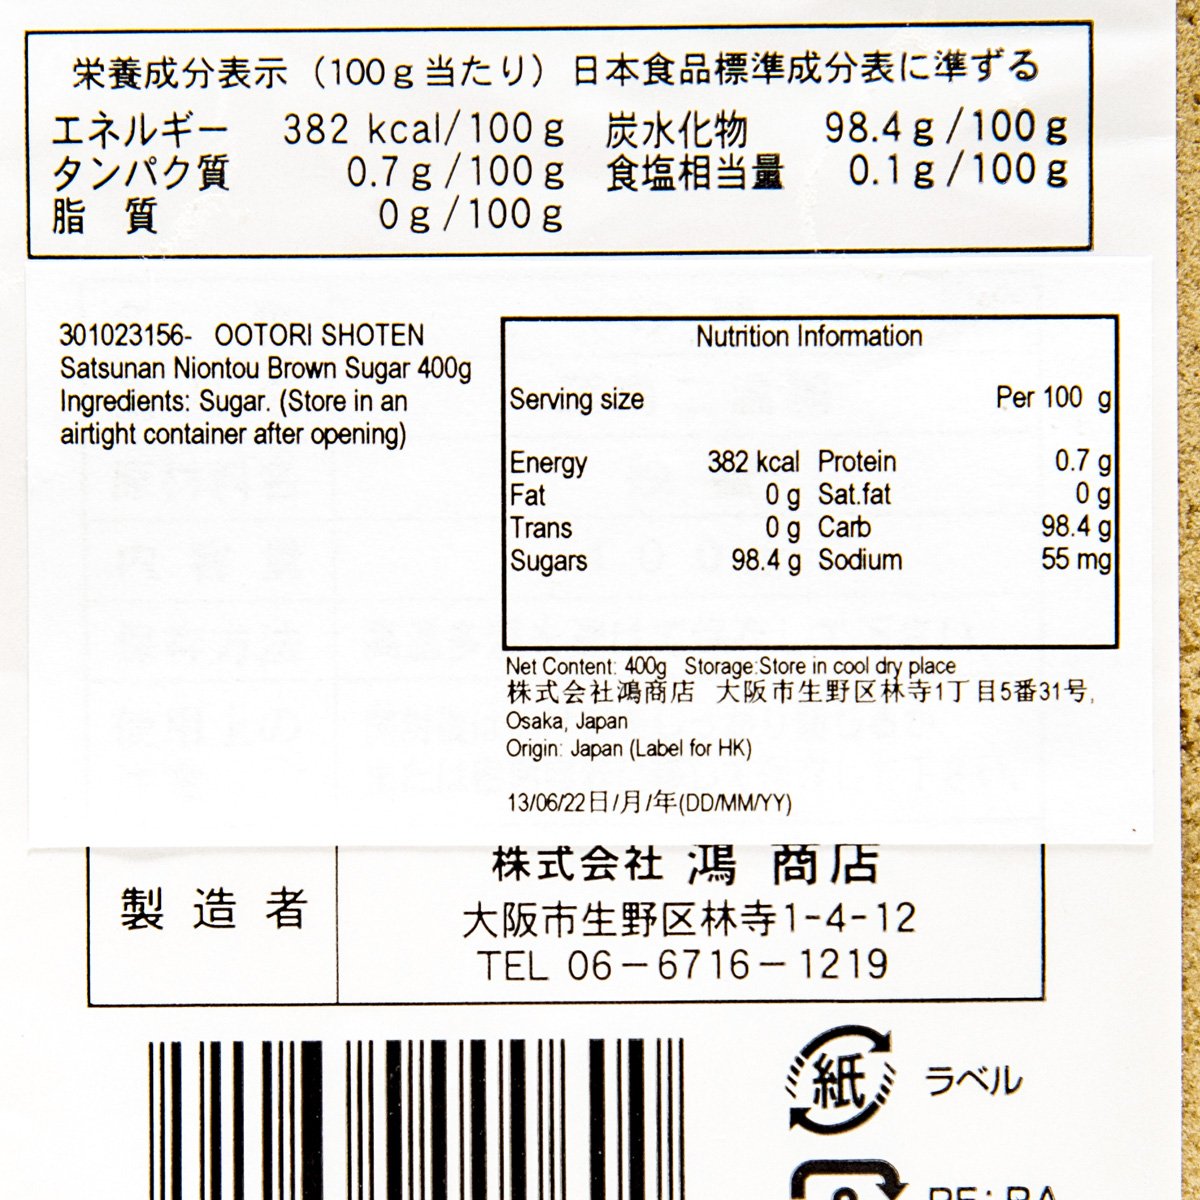 栄養成分表示（100g当たり）日本食品標準成分表に準ずる
エネルギー 382 kcal/100g 炭水化物 98.4g/100g
タンパク質 0.7g/100g 食塩相当量 0.1g/100g
脂 質 0g/100g
301023156- OOTORI SHOTEN
Satsunan Niontou Brown Sugar 400g
Ingredients: Sugar. (Store in an
airtight container after opening)
Nutrition Information
Serving size Per 100 g
Energy 382 kcal Protein 0.7 g
Fat 0 g Sat.fat 0 g
Trans 0 g Carb 98.4 g
Sugars 98.4 g Sodium 55 mg
Net Content: 400g Storage:Store in cool dry place
株式会社鴻商店 大阪市生野区林寺1丁目5番31号,
Osaka, Japan
Origin: Japan (Label for HK)
13/06/22日/月/年(DD/MM/YY)
製造者
株式会社 鴻 商店
大阪市生野区林寺1-4-12
TEL 06－6716－1219
紙 ラベル
PE: PA